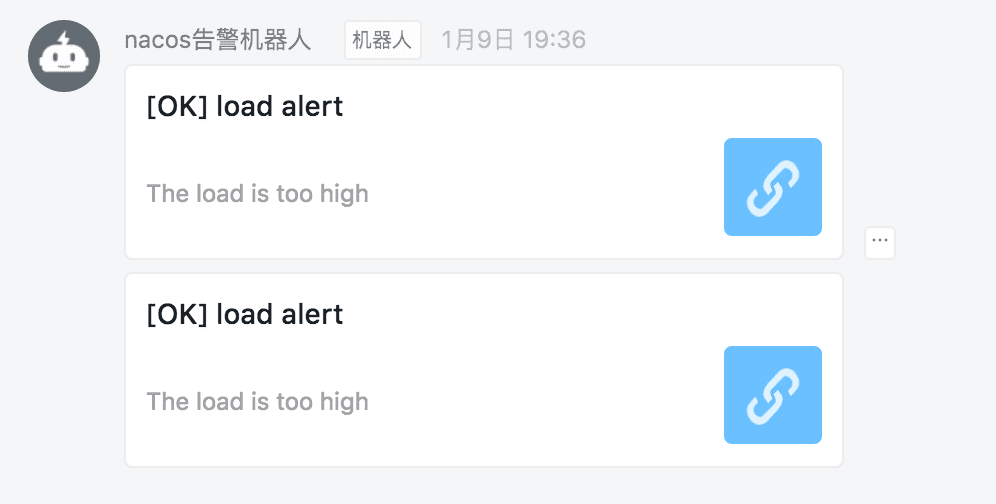 nacos告警机器人 机器人 1月9日 19:36
[OK] load alert
The load is too high
[OK] load alert
The load is too high